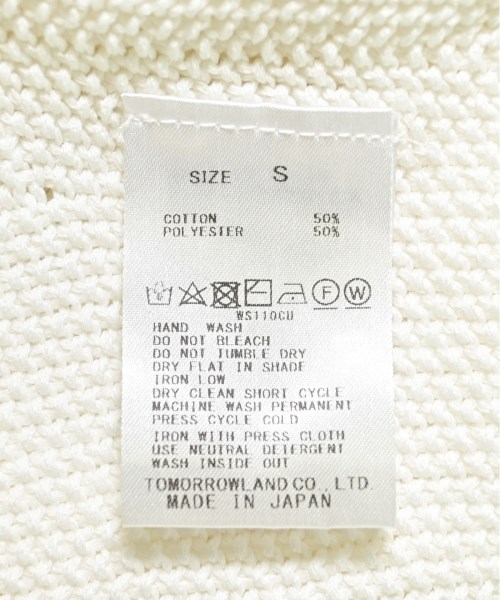 SIZE S
COTTON 50%
POLYESTER 50%
F W
WS110CU
HAND WASH
DO NOT BLEACH
DO NOT TUMBLE DRY
DRY FLAT IN SHADE
IRON LOW
DRY CLEAN SHORT CYCLE
MACHINE WASH PERMANENT
PRESS CYCLE COLD
IRON WITH PRESS CLOTH
USE NEUTRAL DETERGENT
WASH INSIDE OUT
TOMORROWLAND CO., LTD.
MADE IN JAPAN